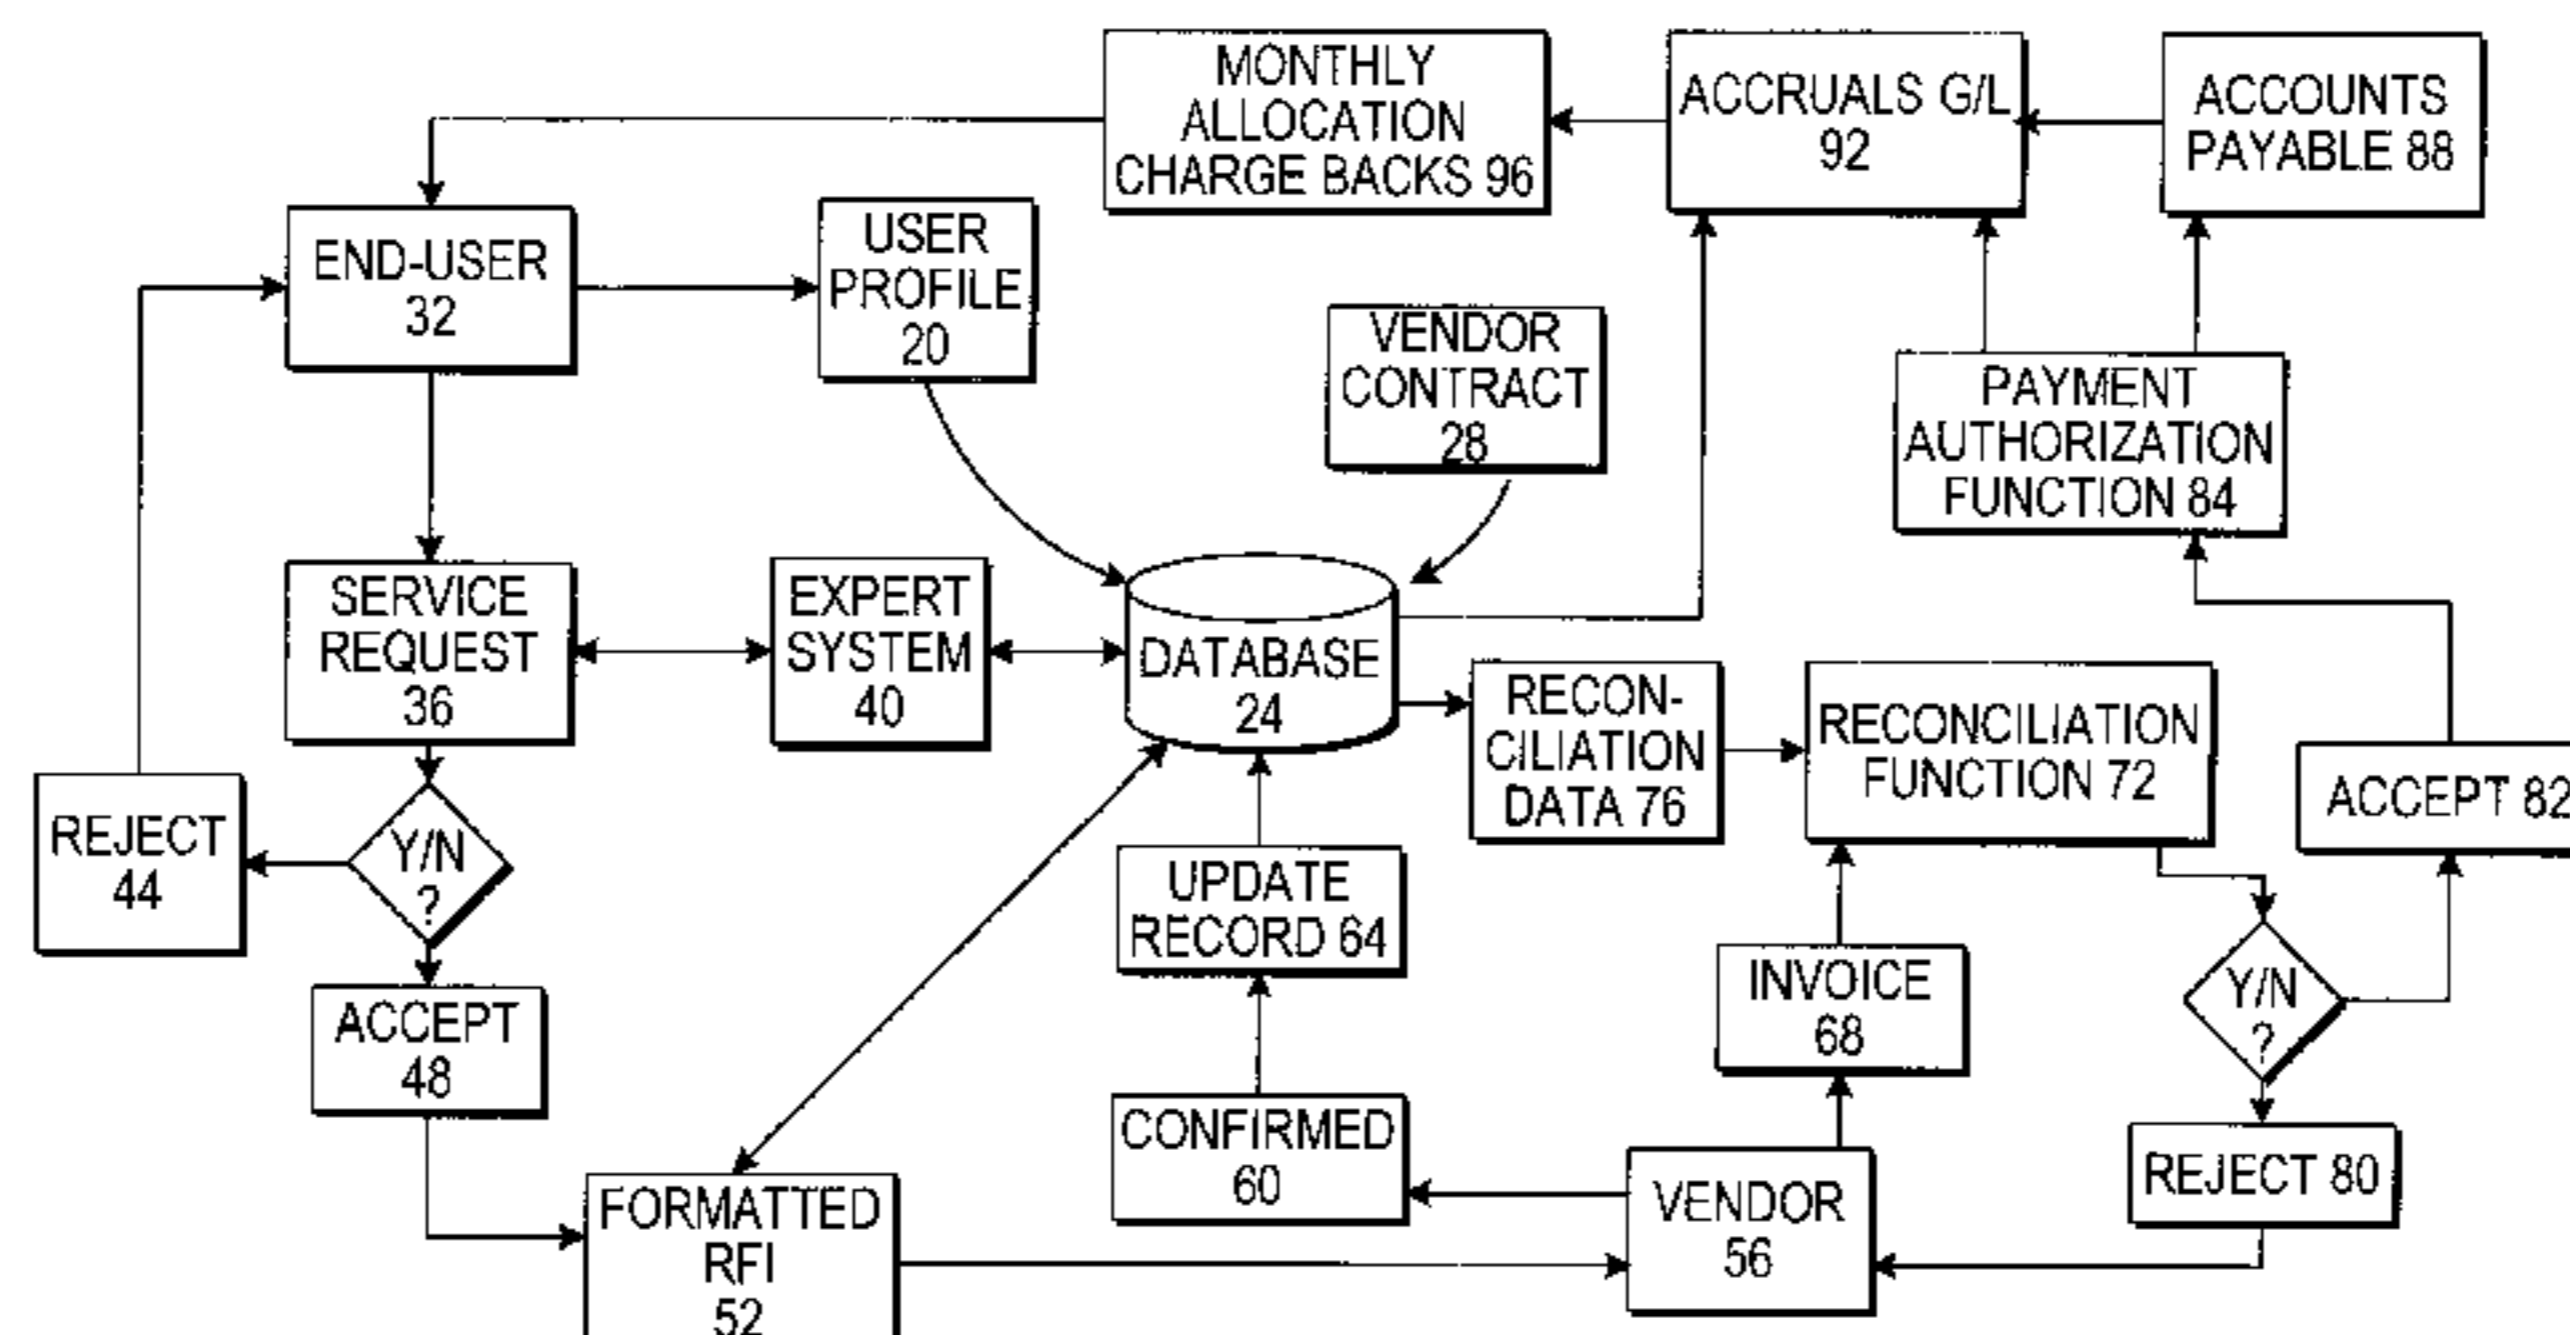 MONTHLY
ALLOCATION
CHARGE BACKS 96
ACCRUALS G/L
92
ACCOUNTS
PAYABLE 88
END-USER
32
USER
PROFILE
20
VENDOR
CONTRACT
28
PAYMENT
AUTHORIZATION
FUNCTION 84
SERVICE
REQUEST
36
EXPERT
SYSTEM
40
DATABASE
24
RECON-
CILIATION
DATA 76
RECONCILIATION
FUNCTION 72
ACCEPT 82
REJECT
44
Y/N
?
UPDATE
RECORD 64
INVOICE
68
Y/N
?
ACCEPT
48
CONFIRMED
60
VENDOR
56
REJECT 80
FORMATTED
RFI
52